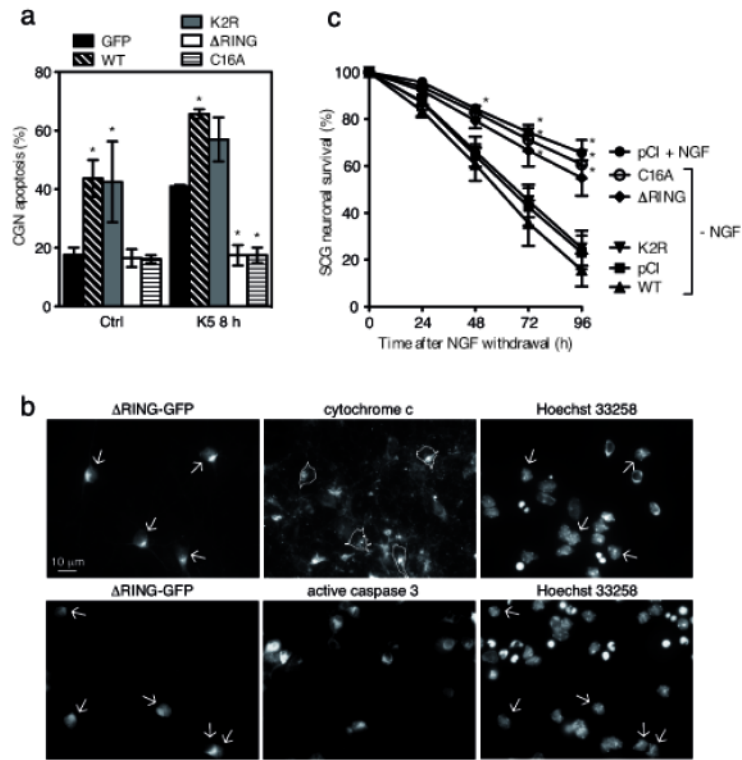 a
GFP
WT
K2R
ΔRING
C16A
CGN apoptosis (%)
80
60
40
20
0
* * * * *
Ctrl
K5 8 h
c
SCG neuronal survival (%)
100
80
60
40
20
0
* * * * * * *
0 24 48 72 96
Time after NGF withdrawal (h)
pCI + NGF
C16A
ΔRING
K2R
pCI
WT
- NGF
b
ΔRING-GFP
cytochrome c
Hoechst 33258
10 μm
ΔRING-GFP
active caspase 3
Hoechst 33258